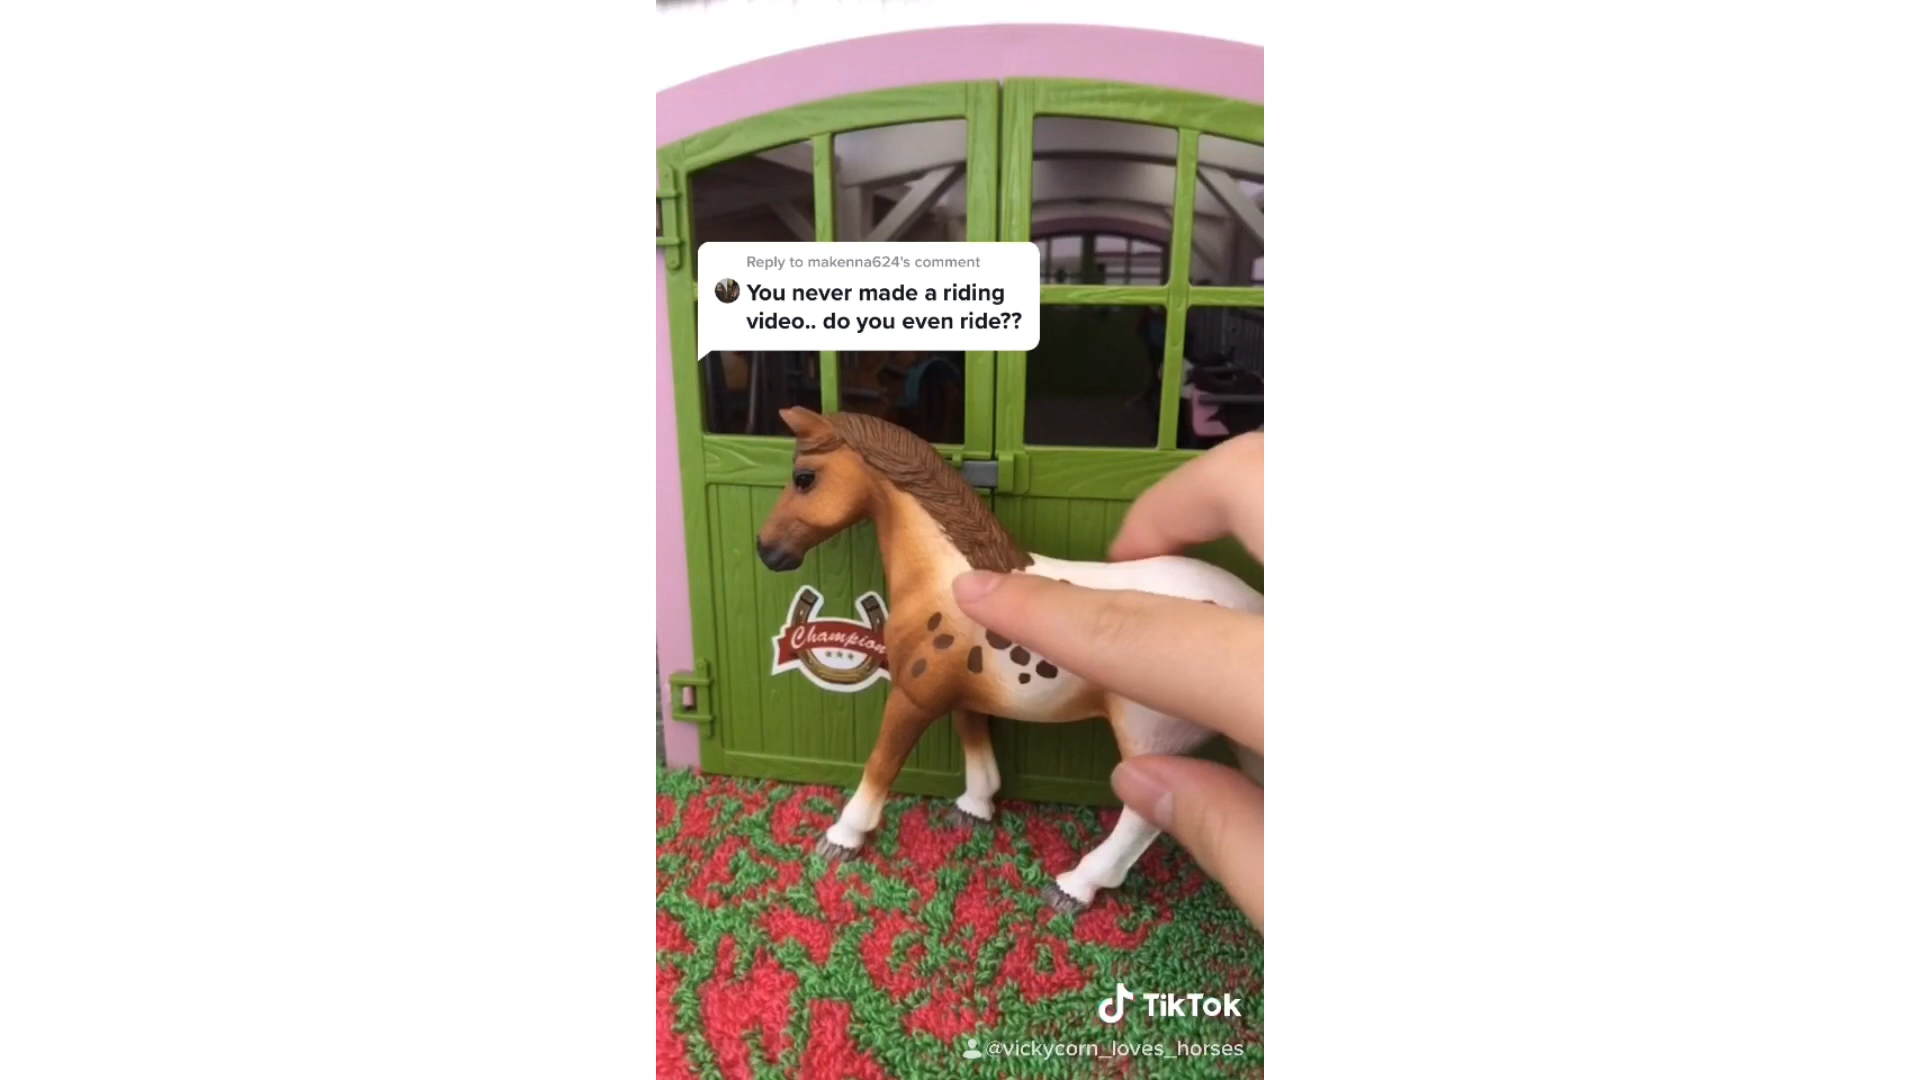 Reply to makenna624's comment
You never made a riding
video.. do you even ride??
Champion
TikTok
@vickycorn_loves_horses